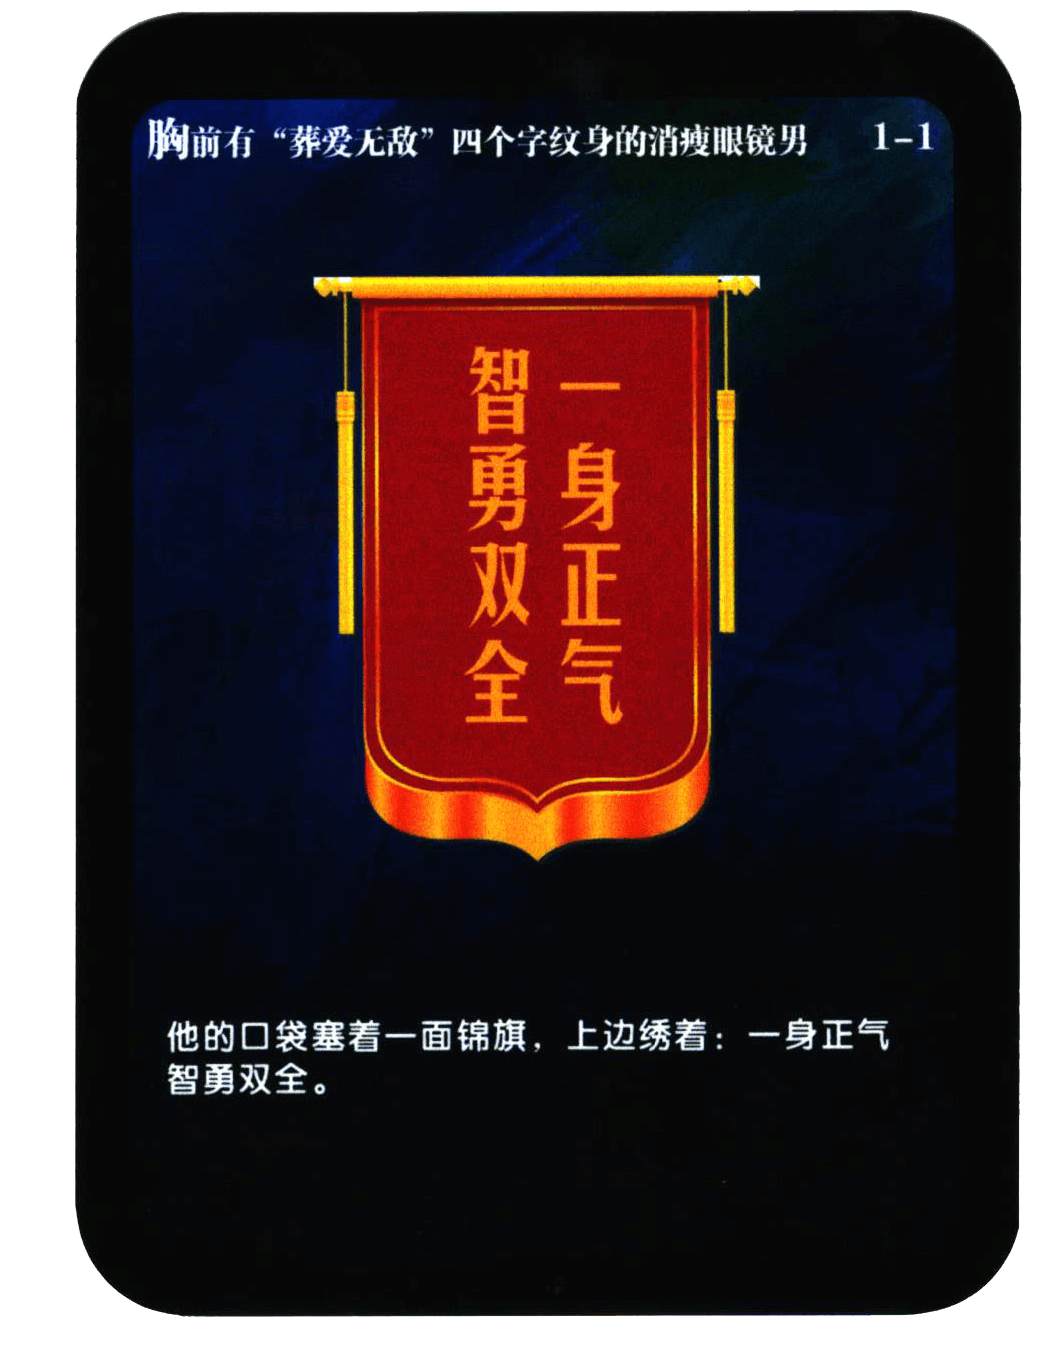 胸前有“葬爱无敌”四个字纹身的消瘦眼镜男 1-1
一身正气
智勇双全
他的口袋塞着一面锦旗，上边绣着：一身正气
智勇双全。